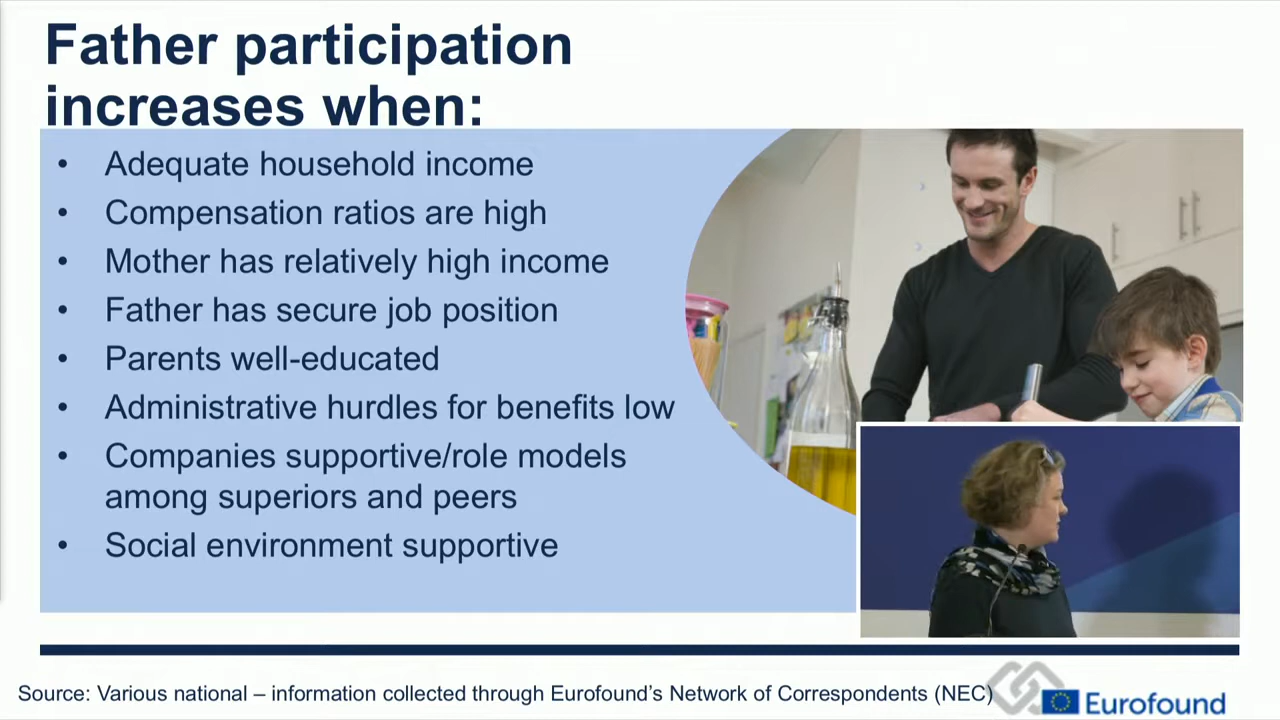 Father participation
increases when:
• Adequate household income
• Compensation ratios are high
• Mother has relatively high income
• Father has secure job position
• Parents well-educated
• Administrative hurdles for benefits low
• Companies supportive/role models
among superiors and peers
• Social environment supportive
Source: Various national – information collected through Eurofound’s Network of Correspondents (NEC)
Eurofound